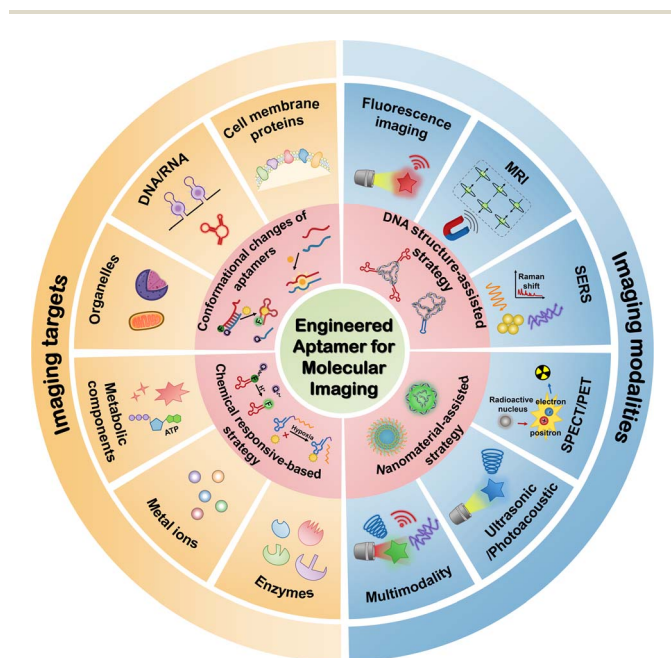 Engineered
Aptamer for
Molecular
Imaging
Imaging targets
Cell membrane
proteins
DNA/RNA
Organelles
Metabolic
components
ATP
Metal ions
Enzymes
Conformational changes of
aptamers
F
Q
F
DNA structure-assisted
strategy
Chemical responsive-based
strategy
F
Q
F
Q
Hypoxia
Nanomaterial-assisted
strategy
Imaging modalities
Fluorescence
imaging
MRI
SERS
Raman
shift
SPECT/PET
Radioactive
nucleus
electron
positron
Ultrasonic
/Photoacoustic
Multimodality